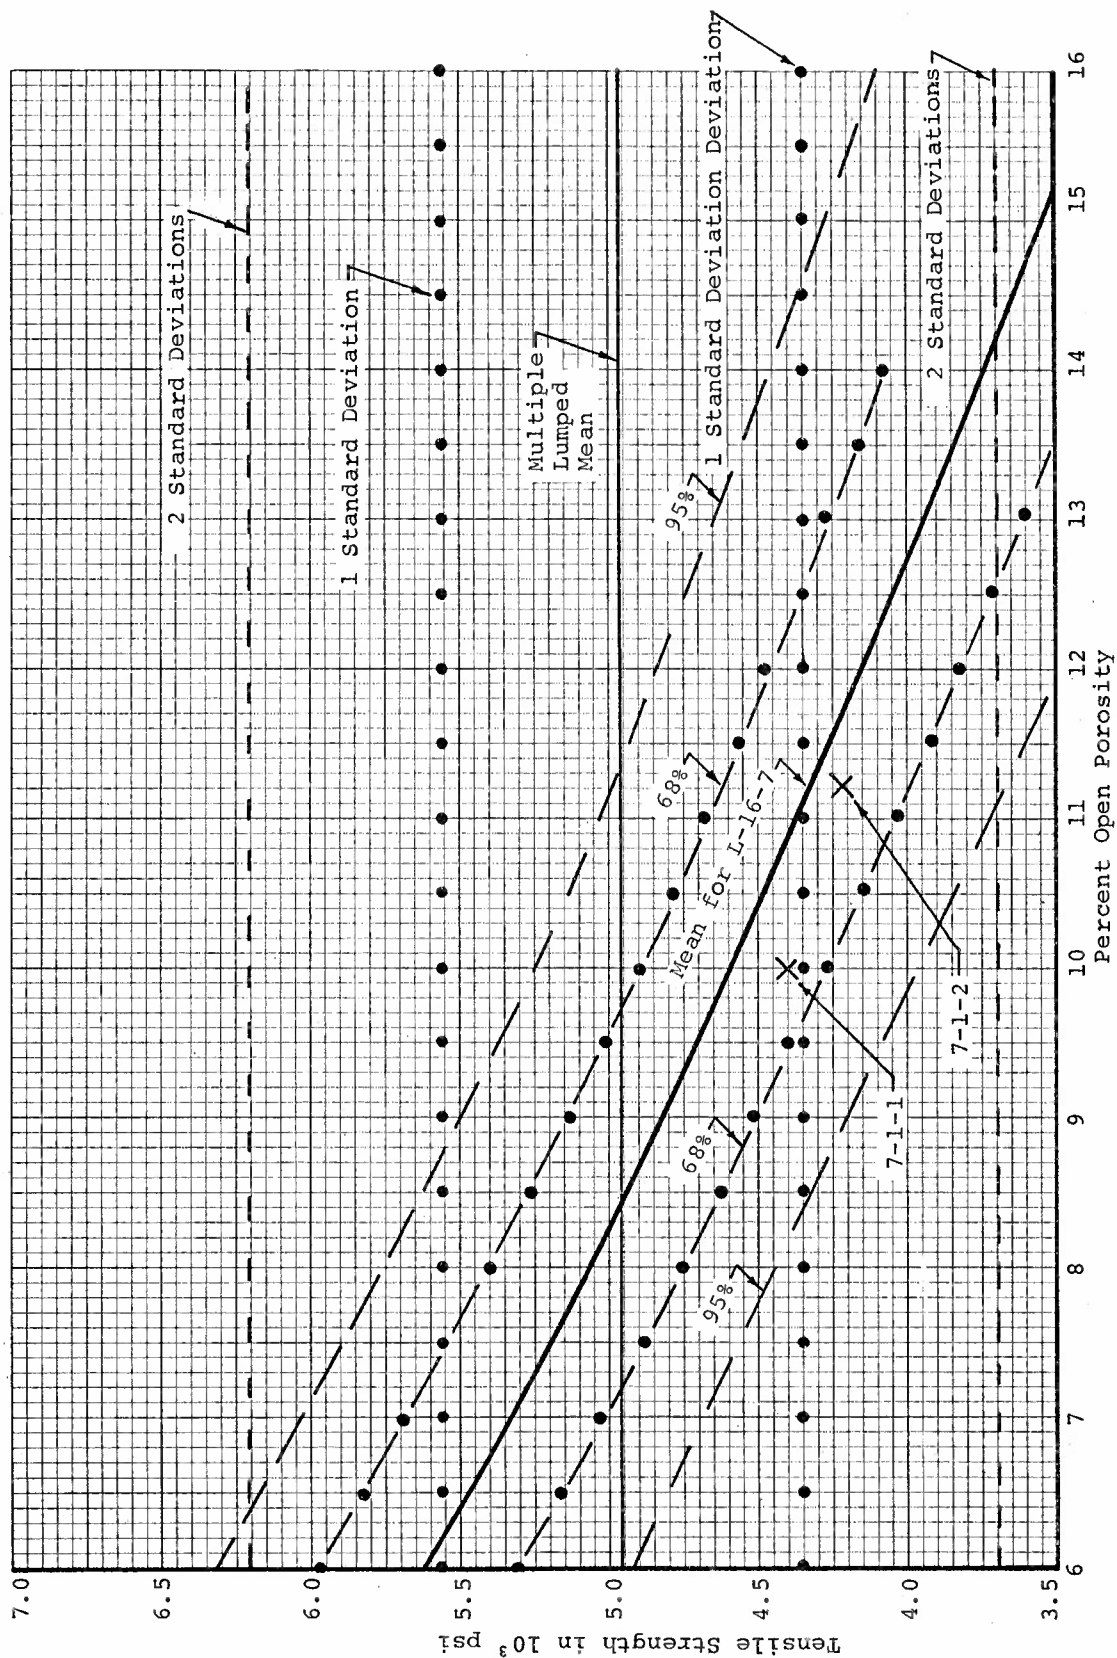 2 Standard Deviations
1 Standard Deviation
Multiple
Lumped
Mean
1 Standard Deviation Deviation
2 Standard Deviations
95%
68%
Mean for L-16-7
68%
95%
7-1-1
7-1-2
7.0
6.5
6.0
5.5
5.0
4.5
4.0
3.5
Tensile Strength in 10³ psi
6
7
8
9
10
11
12
13
14
15
16
Percent Open Porosity